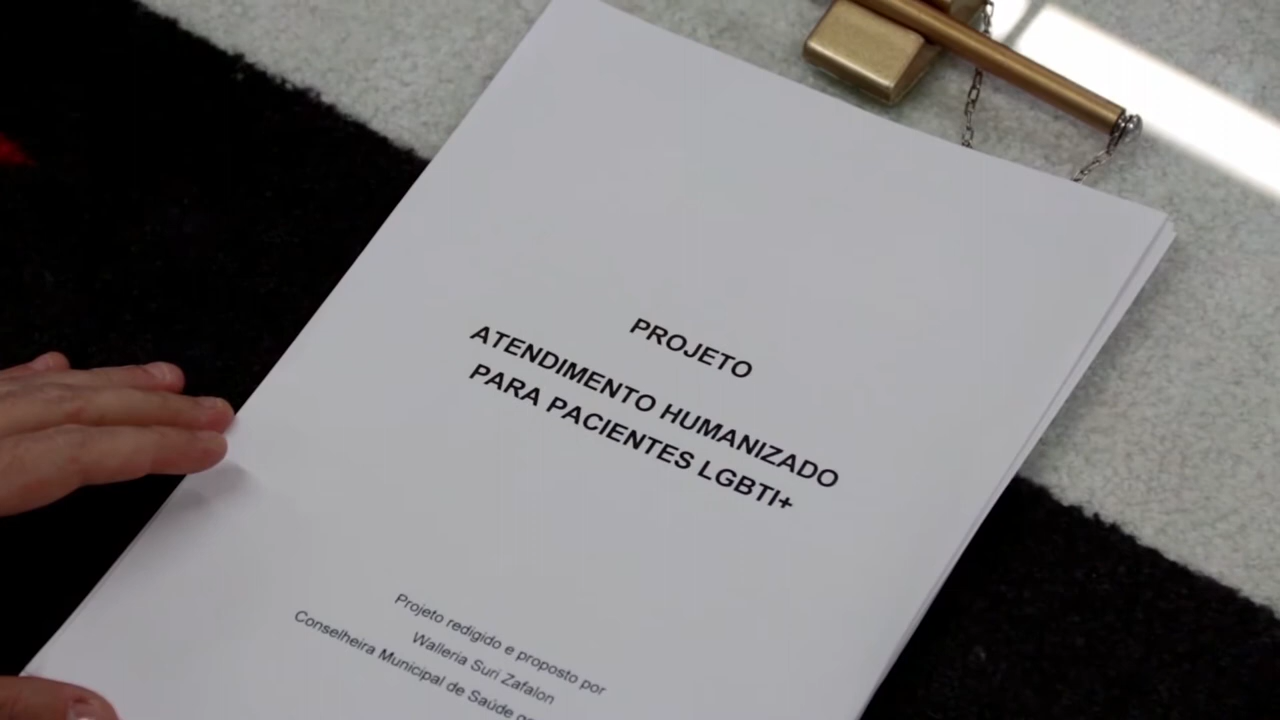 PROJETO
ATENDIMENTO HUMANIZADO
PARA PACIENTES LGBTI+
Projeto redigido e proposto por
Walleria Suri Zafalon
Conselheira Municipal de Saúde